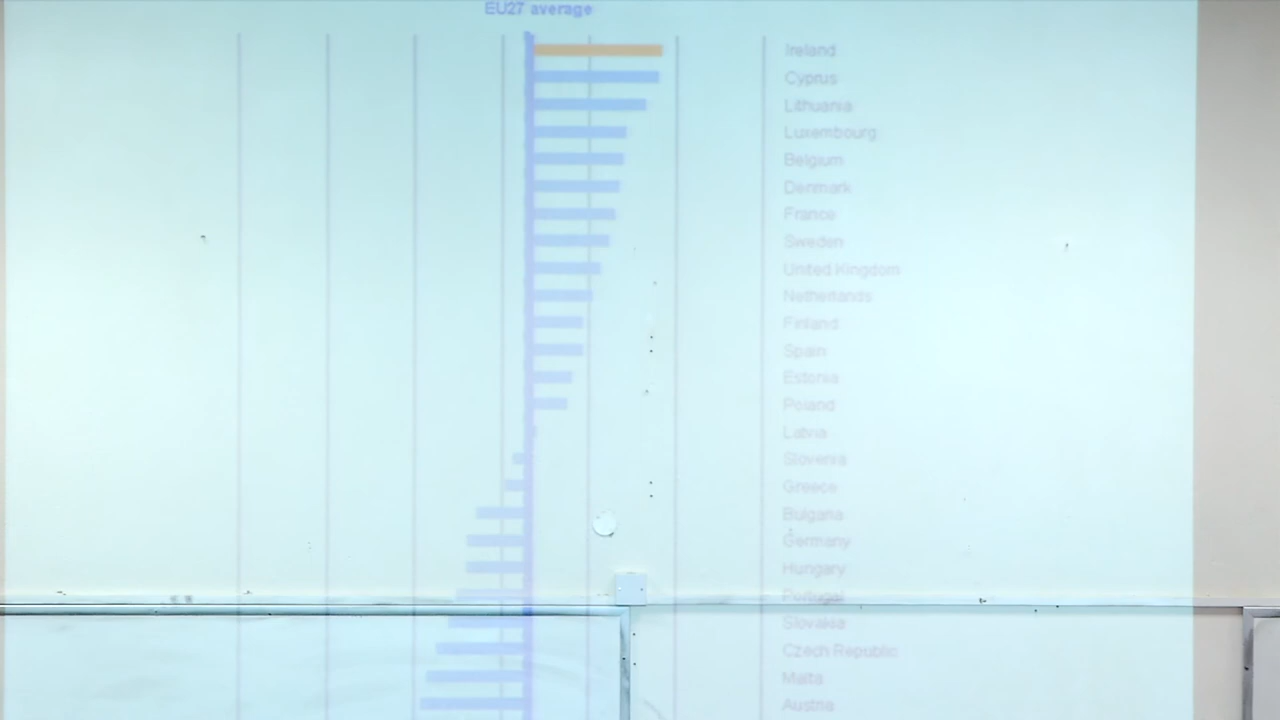 EU27 average
Ireland
Cyprus
Lithuania
Luxembourg
Belgium
Denmark
France
Sweden
United Kingdom
Netherlands
Finland
Spain
Estonia
Poland
Latvia
Slovenia
Greece
Bulgaria
Germany
Hungary
Portugal
Slovakia
Czech Republic
Malta
Austria